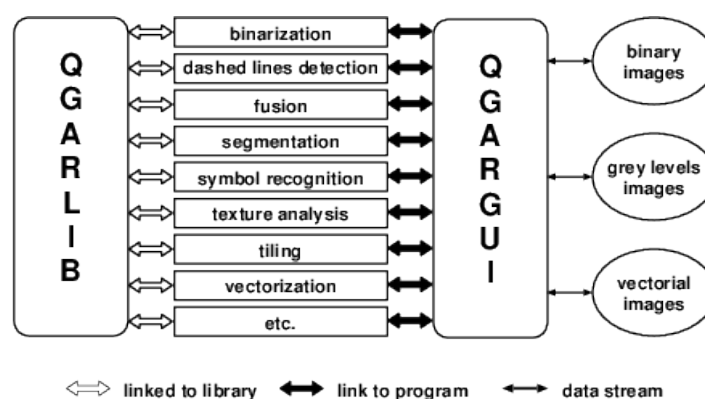 QGARLIB
binarization
dashed lines detection
fusion
segmentation
symbol recognition
texture analysis
tiling
vectorization
etc.
QGARGUI
binary
images
grey levels
images
vectorial
images
linked to library
link to program
data stream